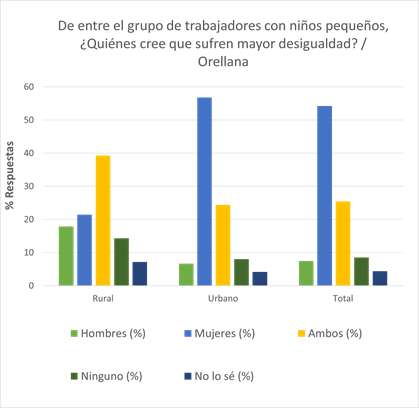 De entre el grupo de trabajadores con niños pequeños,
¿Quiénes cree que sufren mayor desigualdad? /
Orellana
% Respuestas
60
50
40
30
20
10
0
Rural Urbano Total
Hombres (%) Mujeres (%) Ambos (%)
Ninguno (%) No lo sé (%)